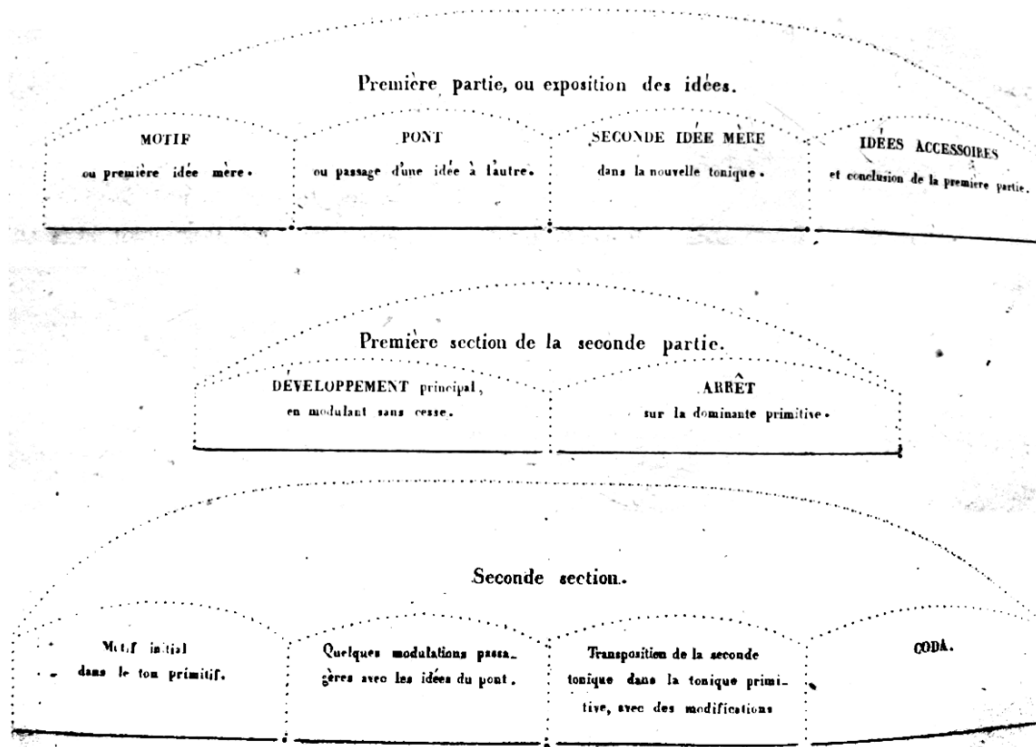 Première partie, ou exposition des idées.
MOTIF
ou première idée mère.
PONT
ou passage d'une idée à l'autre.
SECONDE IDÉE MÈRE
dans la nouvelle tonique.
IDÉES ACCESSOIRES
et conclusion de la première partie.
Première section de la seconde partie.
DÉVELOPPEMENT principal,
en modulant sans cesse.
ARRÊT
sur la dominante primitive.
Seconde section.
Motif initial
dans le ton primitif.
Quelques modulations passa-
gères avec les idées du pont.
Transposition de la seconde
tonique dans la tonique primi-
tive, avec des modifications
CODA.